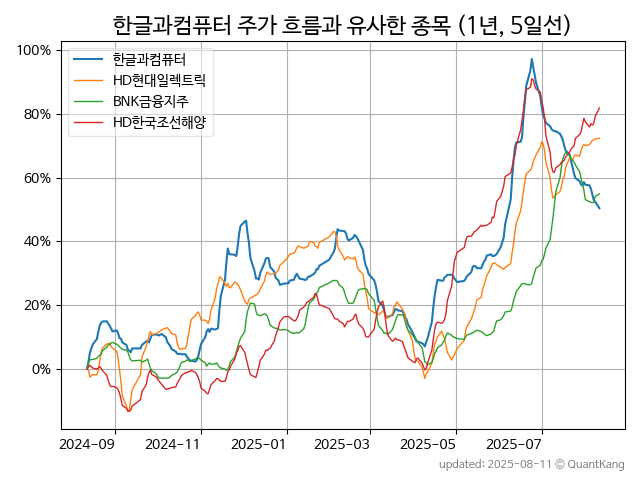 한글과컴퓨터 주가 흐름과 유사한 종목 (1년, 5일선)
한글과컴퓨터
HD현대일렉트릭
BNK금융지주
HD한국조선해양
100%
80%
60%
40%
20%
0%
2024-09 2024-11 2025-01 2025-03 2025-05 2025-07
updated: 2025-08-11 © QuantKang